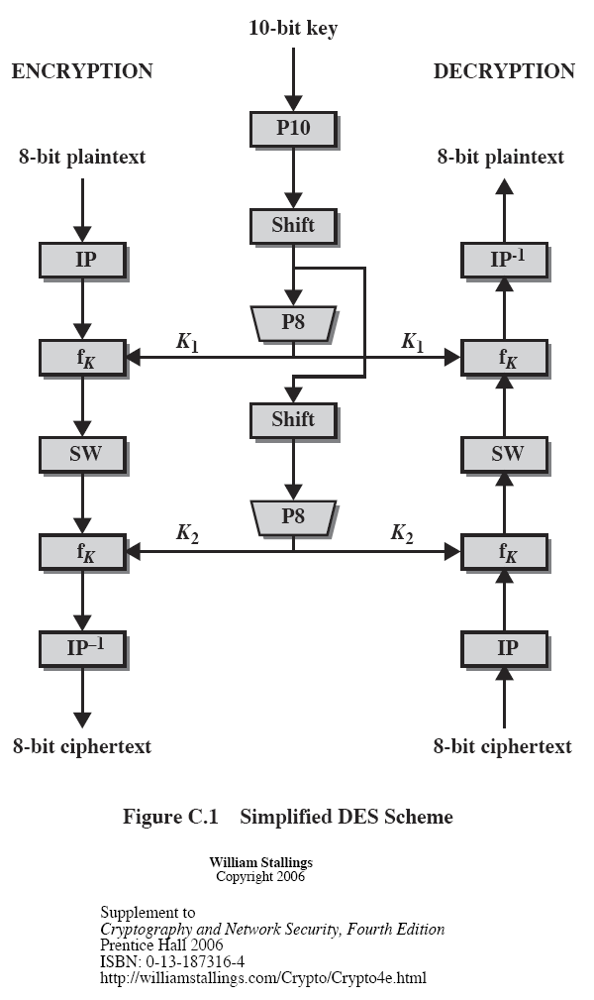 10-bit key
ENCRYPTION
DECRYPTION
P10
8-bit plaintext
8-bit plaintext
Shift
IP
IP-1
P8
K1
K1
fK
fK
Shift
SW
SW
P8
K2
K2
fK
fK
IP–1
IP
8-bit ciphertext
8-bit ciphertext
Figure C.1 Simplified DES Scheme
William Stallings
Copyright 2006
Supplement to
Cryptography and Network Security, Fourth Edition
Prentice Hall 2006
ISBN: 0-13-187316-4
http://williamstallings.com/Crypto/Crypto4e.html